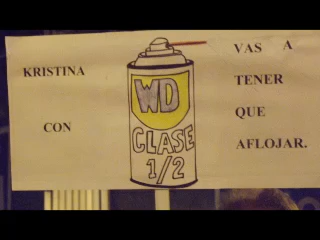 KRISTINA
CON
WD
CLASE
1/2
VAS A
TENER
QUE
AFLOJAR.